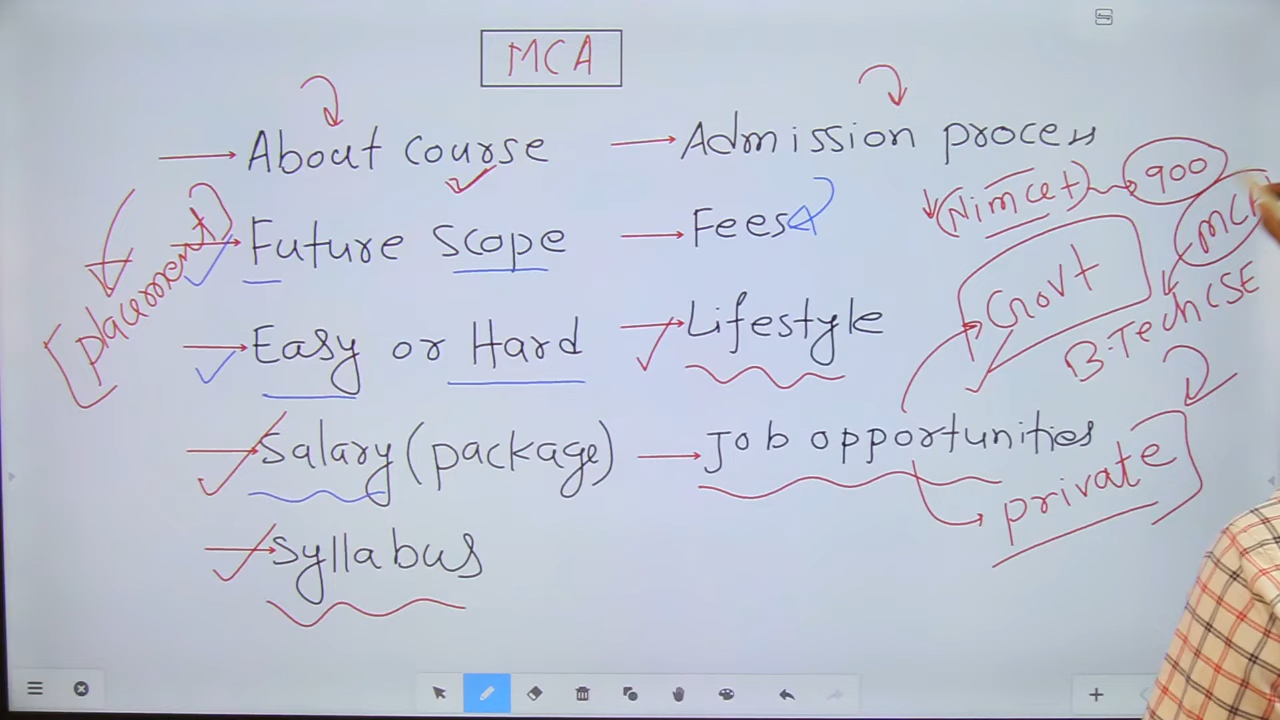 MCA
About course
Admission process
Nimcet
900
placement
Future scope
Fees
MCA
Govt
B.Tech CSE
Easy or Hard
Lifestyle
Salary (package)
Job opportunities
private
Syllabus